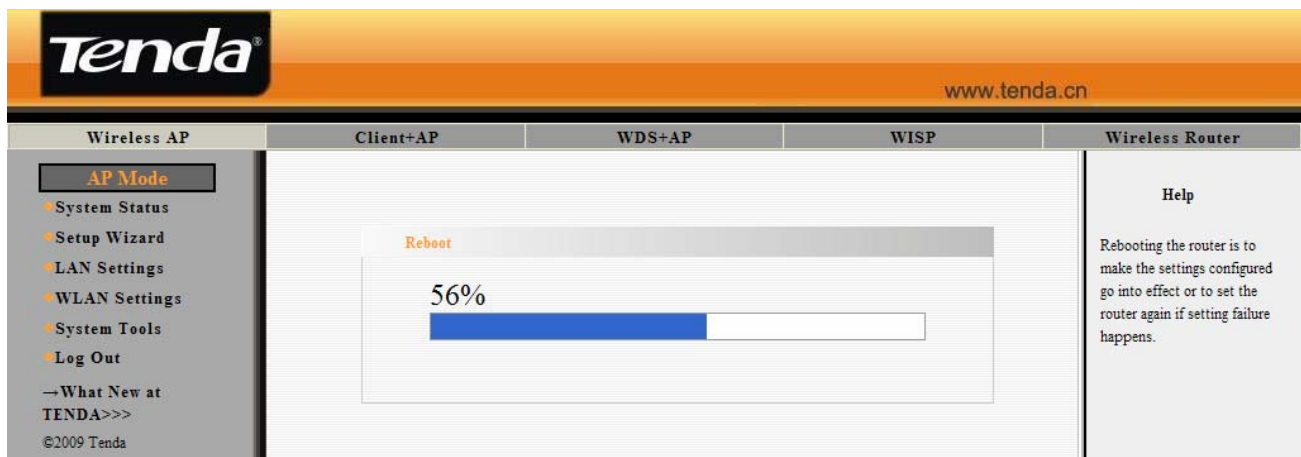 Tenda®
www.tenda.cn
Wireless AP
Client+AP
WDS+AP
WISP
Wireless Router
AP Mode
System Status
Setup Wizard
LAN Settings
WLAN Settings
System Tools
Log Out
→What New at
TENDA>>>
©2009 Tenda
Reboot
56%
Help
Rebooting the router is to
make the settings configured
go into effect or to set the
router again if setting failure
happens.